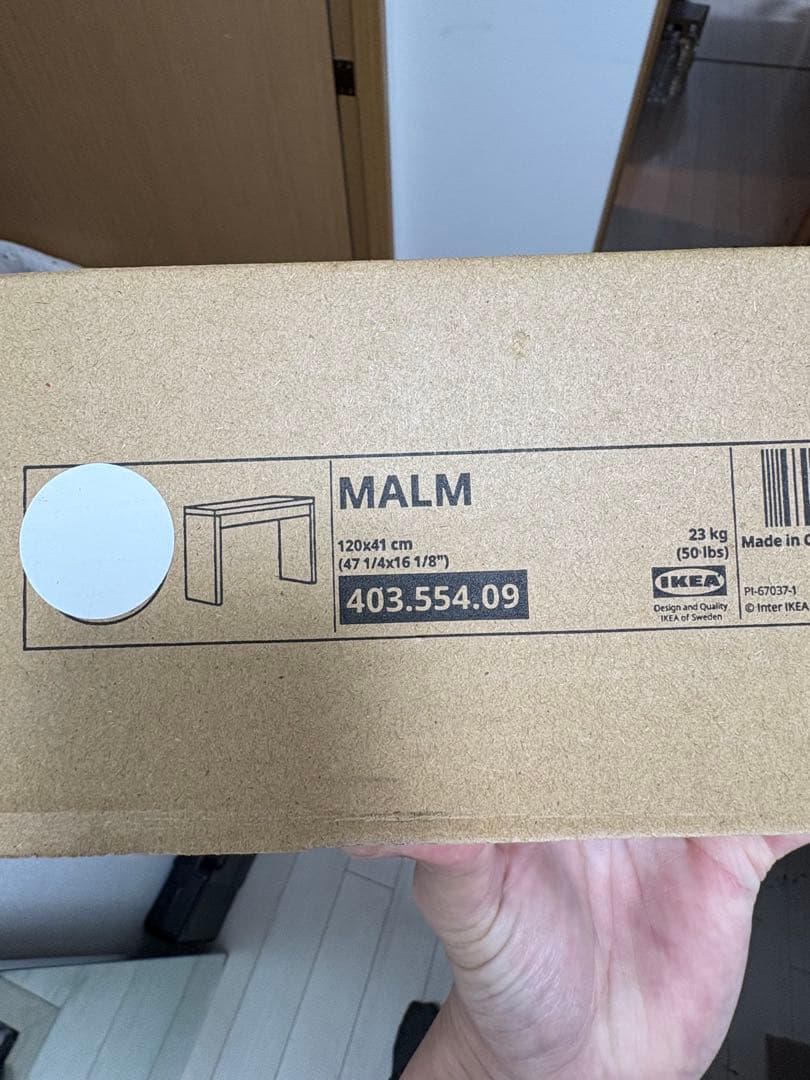 MALM
120x41 cm
(47 1/4x16 1/8")
403.554.09
23 kg
(50 lbs)
IKEA
Design and Quality
IKEA of Sweden
Made in
PI-67037-1
© Inter IKEA